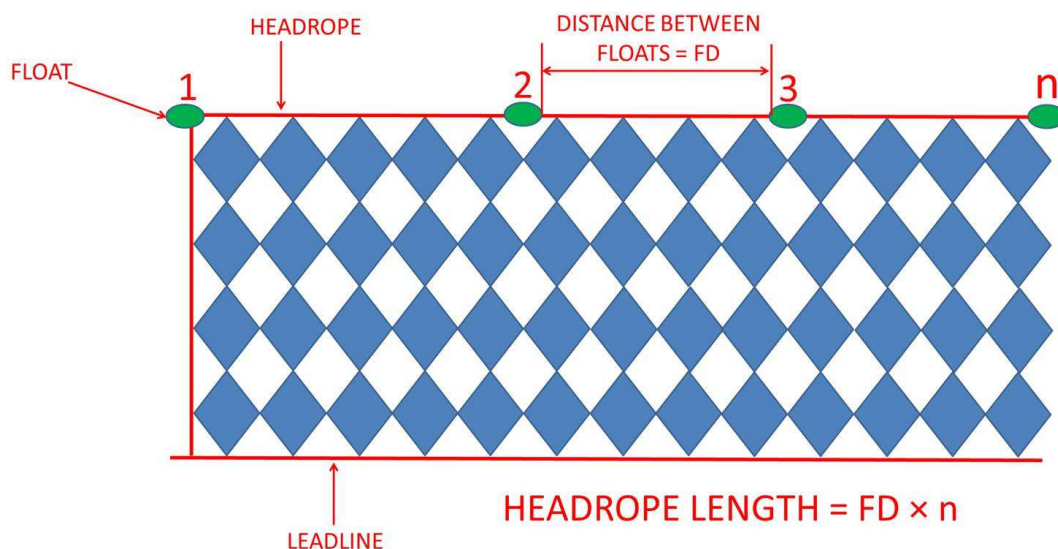 HEADROPE
DISTANCE BETWEEN
FLOATS = FD
FLOAT
1
2
3
n
HEADROPE LENGTH = FD × n
LEADLINE